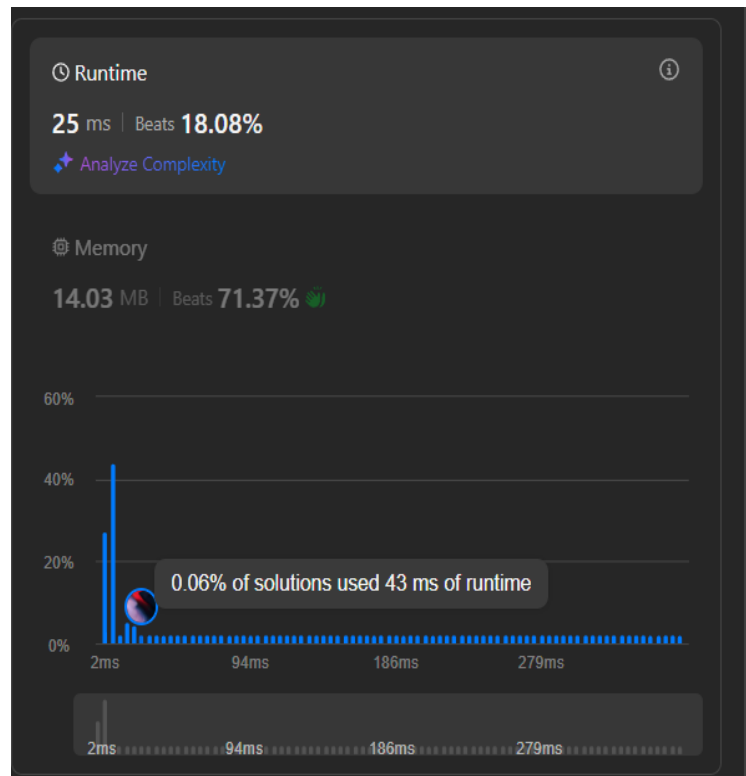 Runtime
25 ms | Beats 18.08%
Analyze Complexity
Memory
14.03 MB | Beats 71.37%
60%
40%
20%
0.06% of solutions used 43 ms of runtime
0%
2ms 94ms 186ms 279ms
2ms 94ms 186ms 279ms